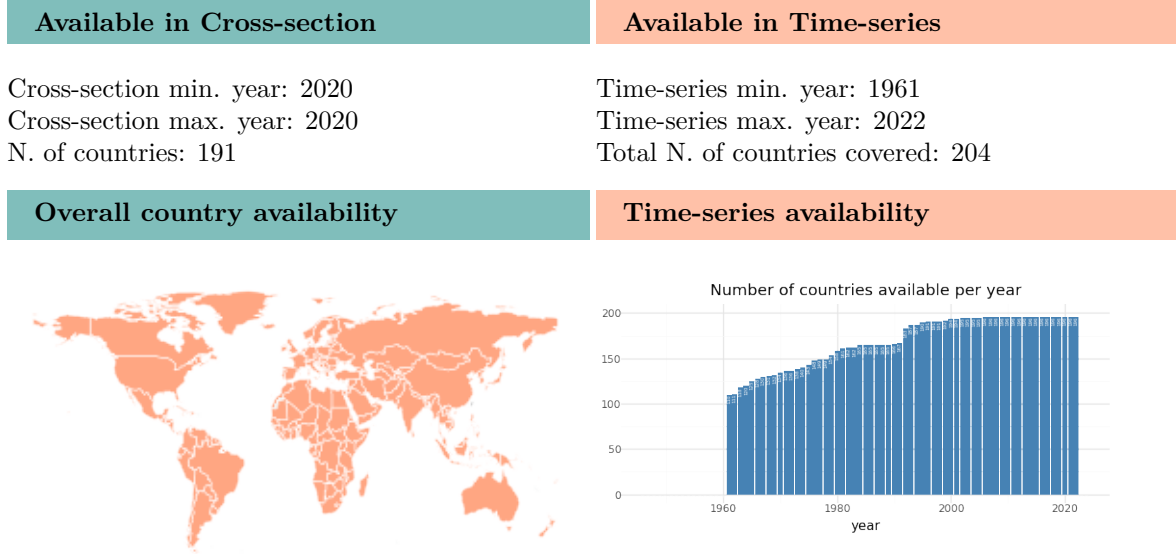 Available in Cross-section
Cross-section min. year: 2020
Cross-section max. year: 2020
N. of countries: 191
Available in Time-series
Time-series min. year: 1961
Time-series max. year: 2022
Total N. of countries covered: 204
Overall country availability
Time-series availability
Number of countries available per year
200
150
100
50
0
1960
1980
2000
2020
year